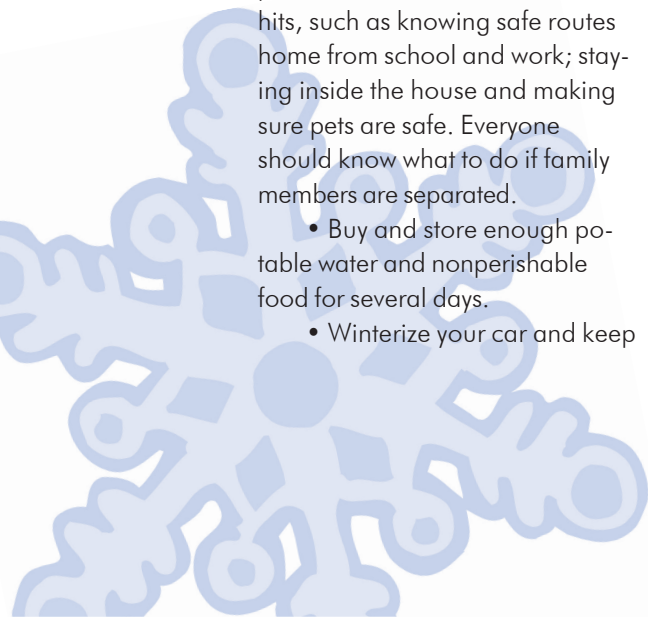 hits, such as knowing safe routes
home from school and work; stay-
ing inside the house and making
sure pets are safe. Everyone
should know what to do if family
members are separated.
• Buy and store enough po-
table water and nonperishable
food for several days.
• Winterize your car and keep